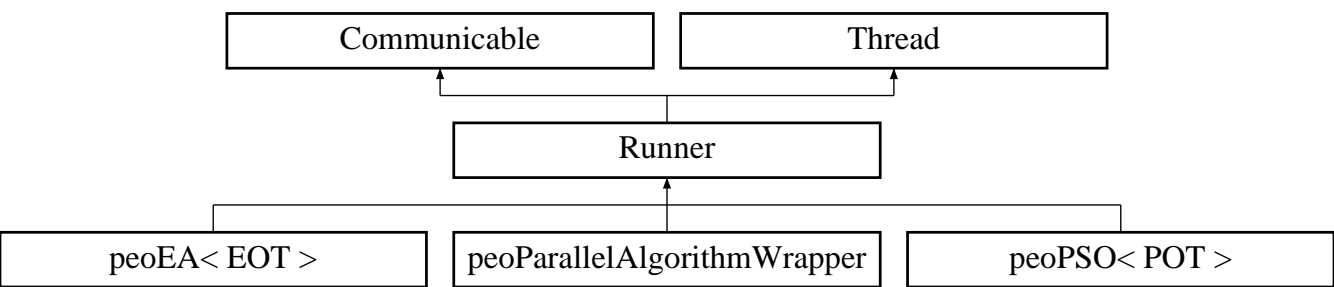 Communicable
Thread
Runner
peoEA< EOT >
peoParallelAlgorithmWrapper
peoPSO< POT >